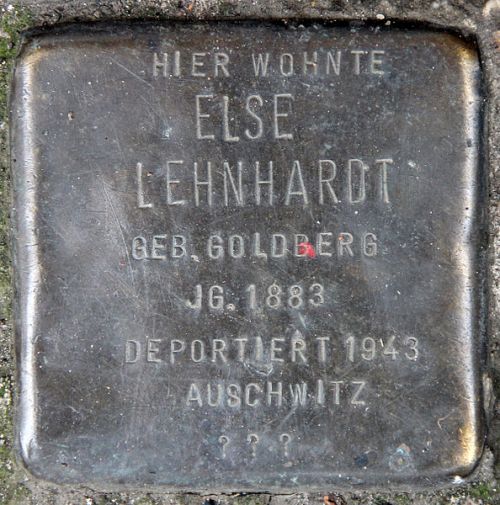 HIER WOHNTE
ELSE
LEHNHARDT
GEB. GOLDBERG
JG. 1883
DEPORTIERT 1943
AUSCHWITZ
? ? ?